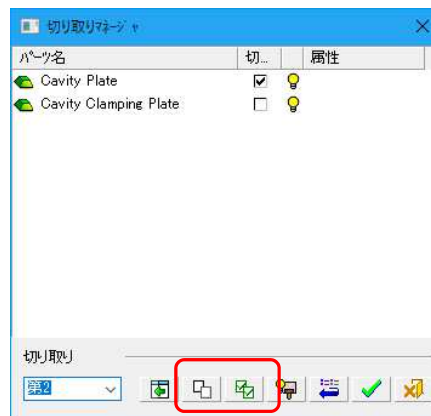 切り取りマネージャ
パーツ名 切... 属性
Cavity Plate
Cavity Clamping Plate
切り取り
第2